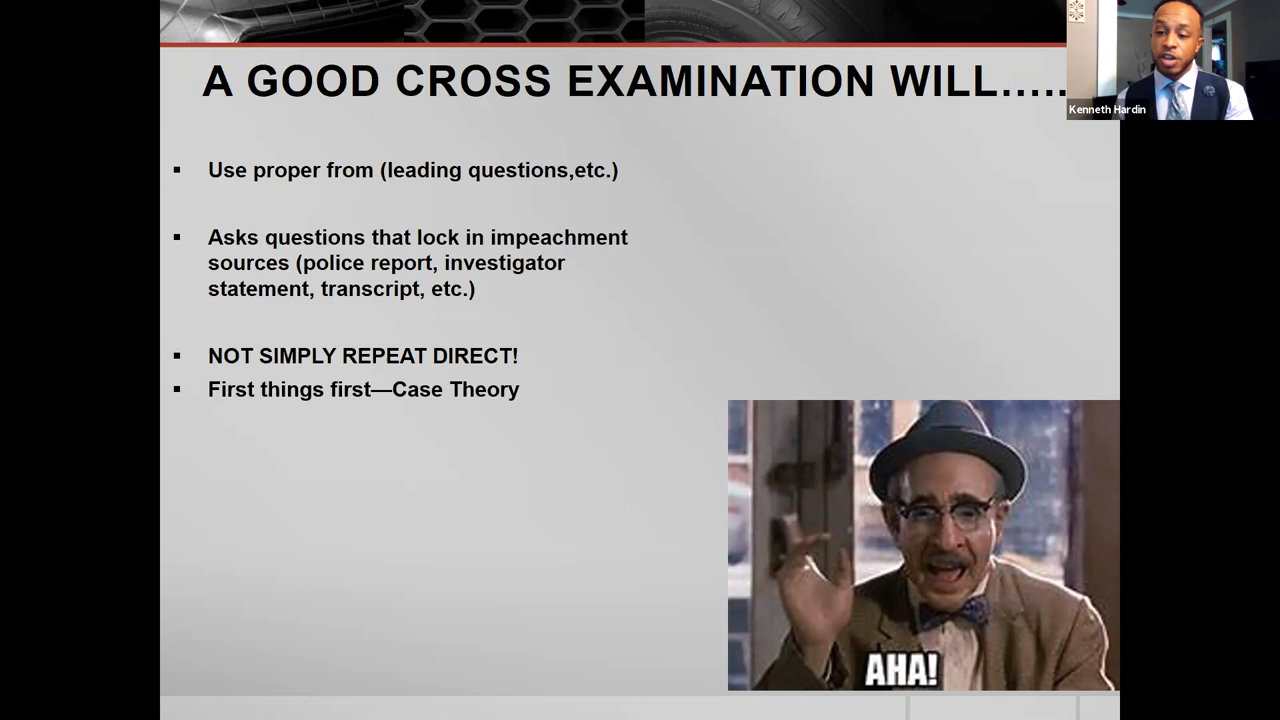 A GOOD CROSS EXAMINATION WILL.....
Kenneth Hardin
▪ Use proper from (leading questions,etc.)
▪ Asks questions that lock in impeachment
sources (police report, investigator
statement, transcript, etc.)
▪ NOT SIMPLY REPEAT DIRECT!
▪ First things first—Case Theory
AHA!